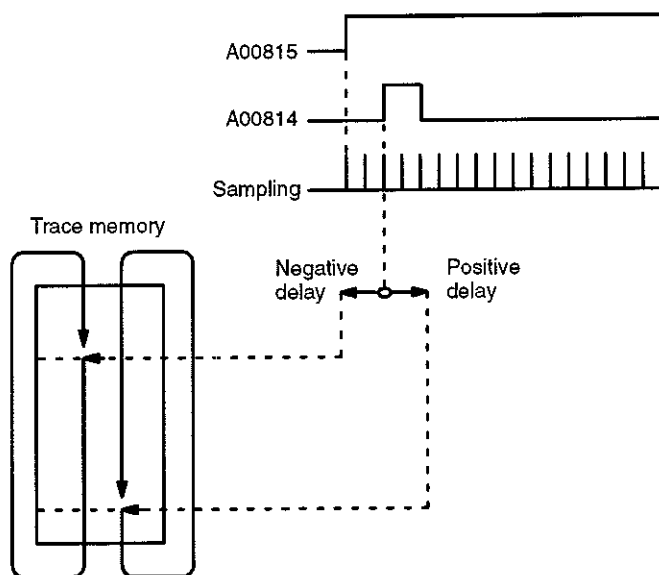 A00815
A00814
Sampling
Trace memory
Negative
delay
Positive
delay